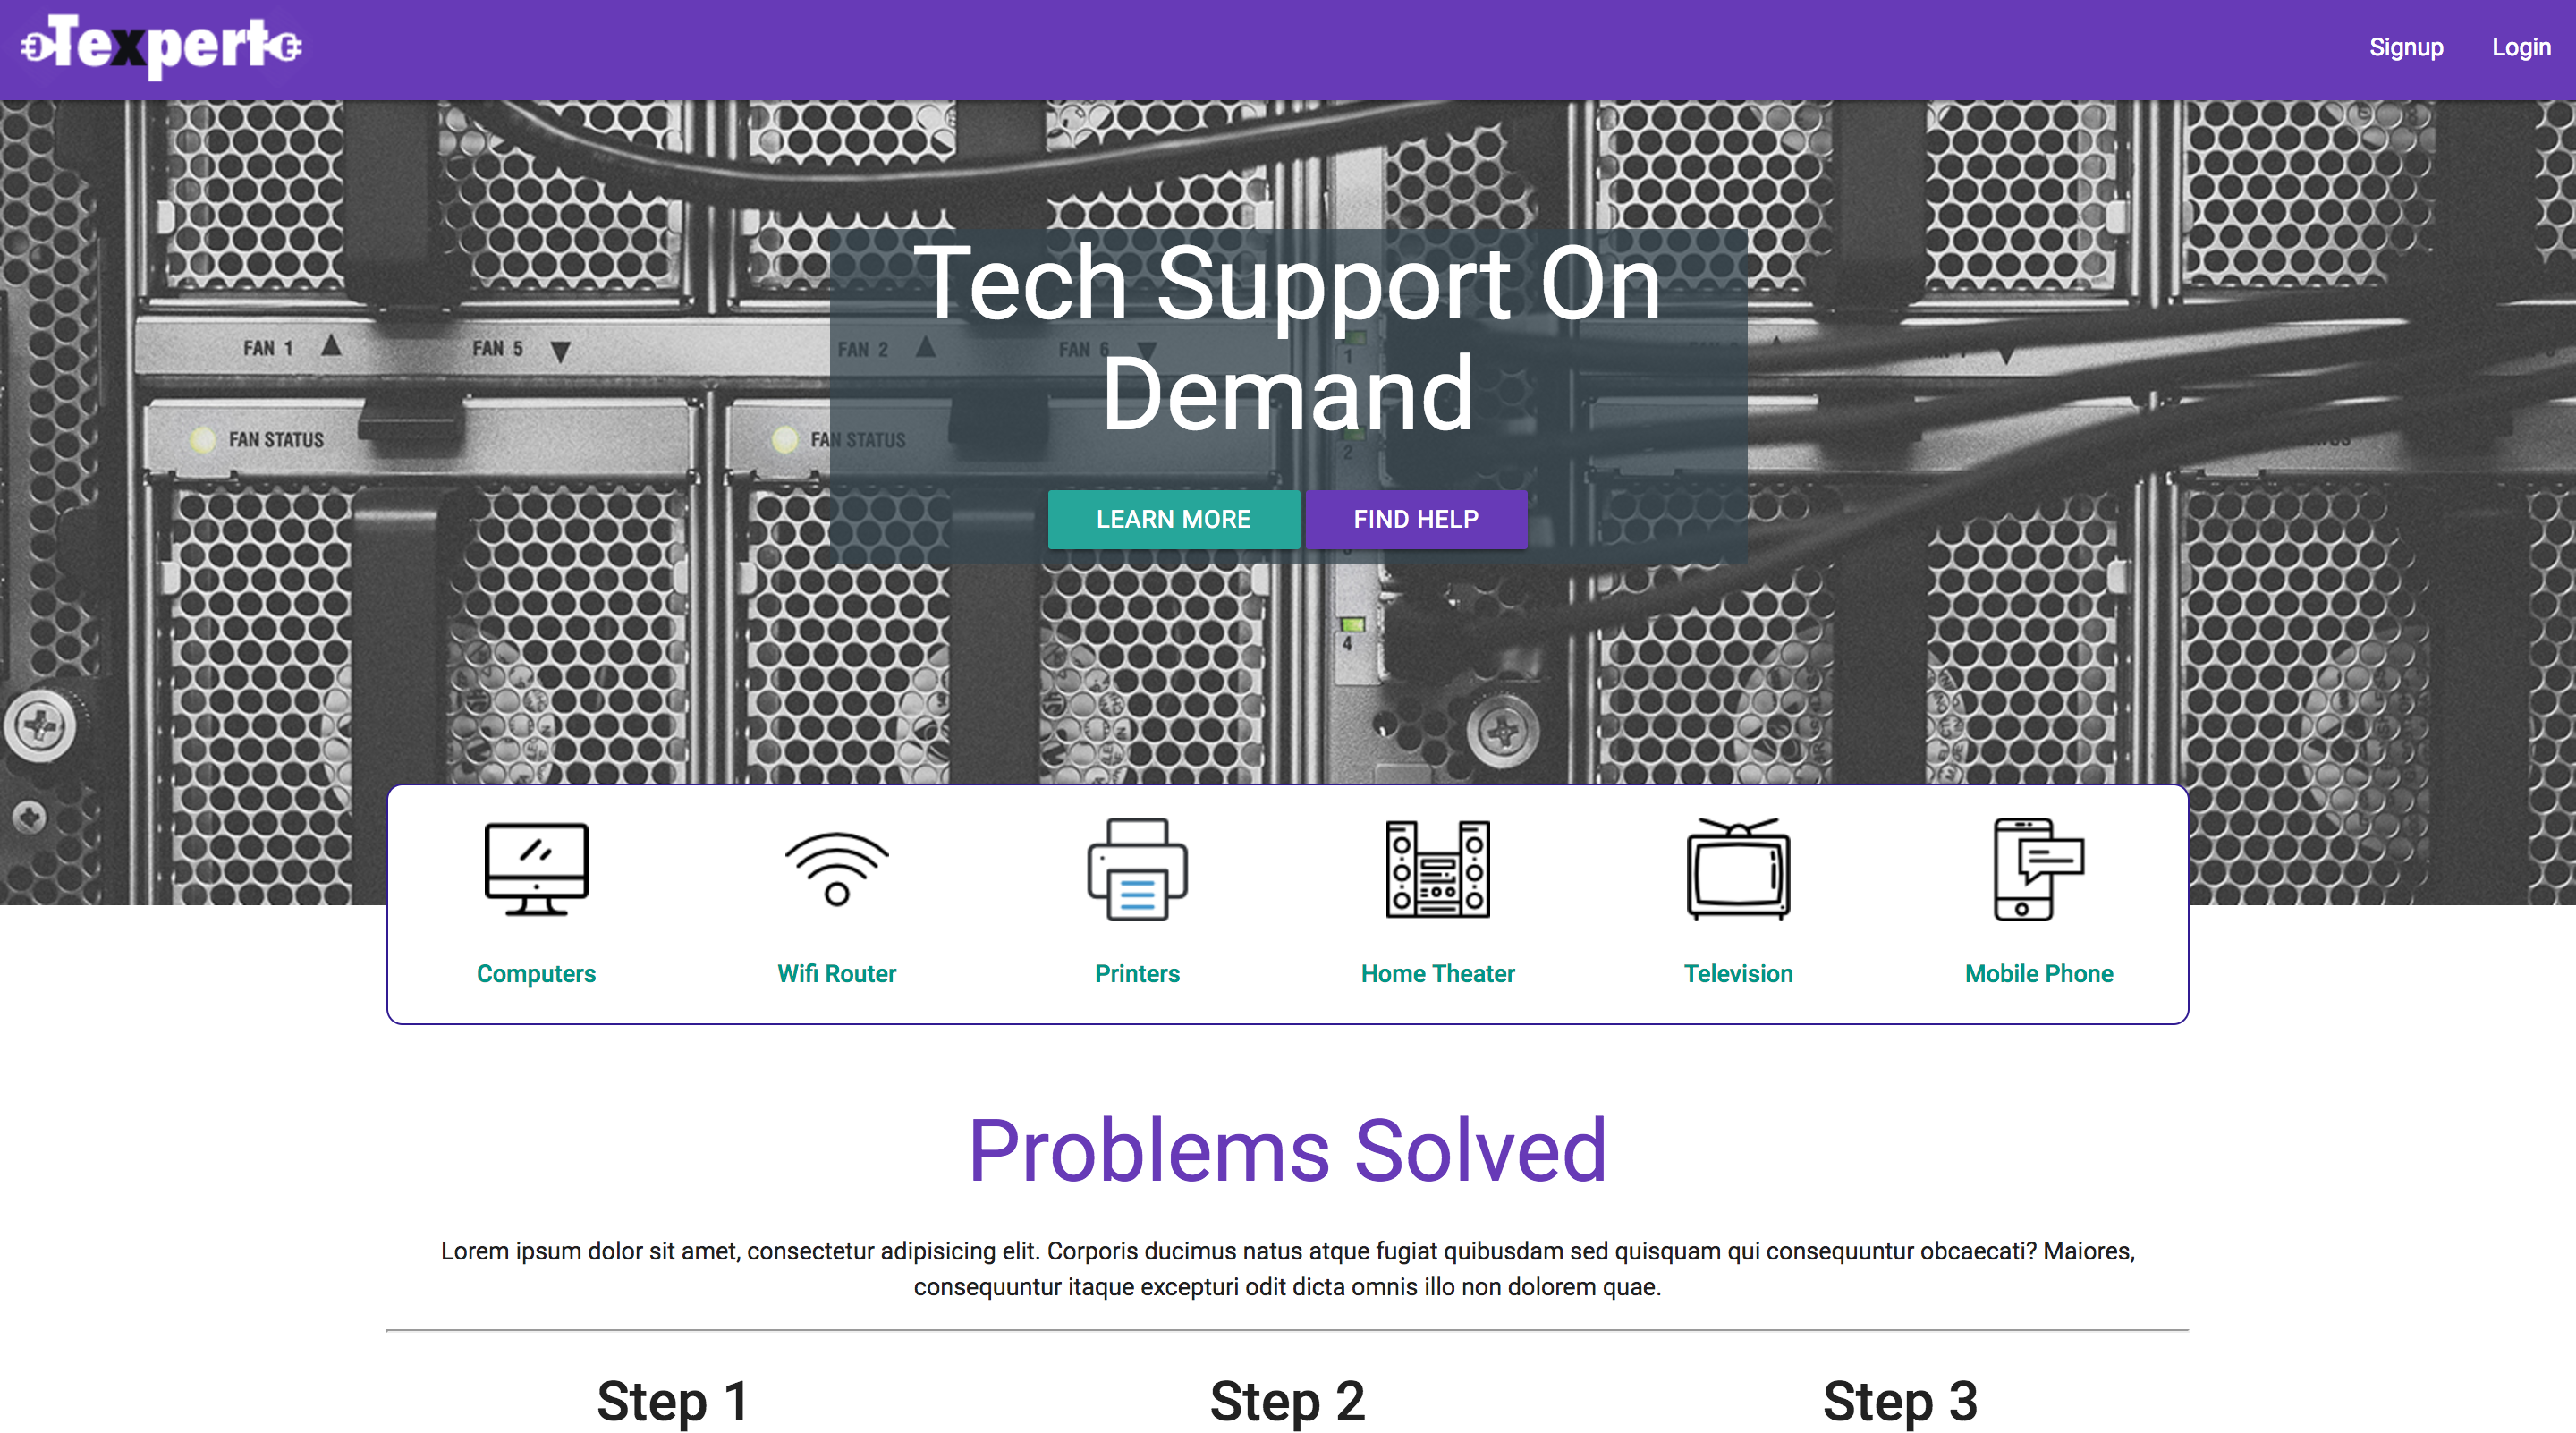 Texpert
Signup Login
Tech Support On
Demand
FAN 1 ▲ FAN 5 ▼ FAN 2 ▲ FAN 6 ▼
1
FAN STATUS FAN STATUS
2
LEARN MORE FIND HELP
4
Computers Wifi Router Printers Home Theater Television Mobile Phone
Problems Solved
Lorem ipsum dolor sit amet, consectetur adipisicing elit. Corporis ducimus natus atque fugiat quibusdam sed quisquam qui consequuntur obcaecati? Maiores,
consequuntur itaque excepturi odit dicta omnis illo non dolorem quae.
Step 1 Step 2 Step 3